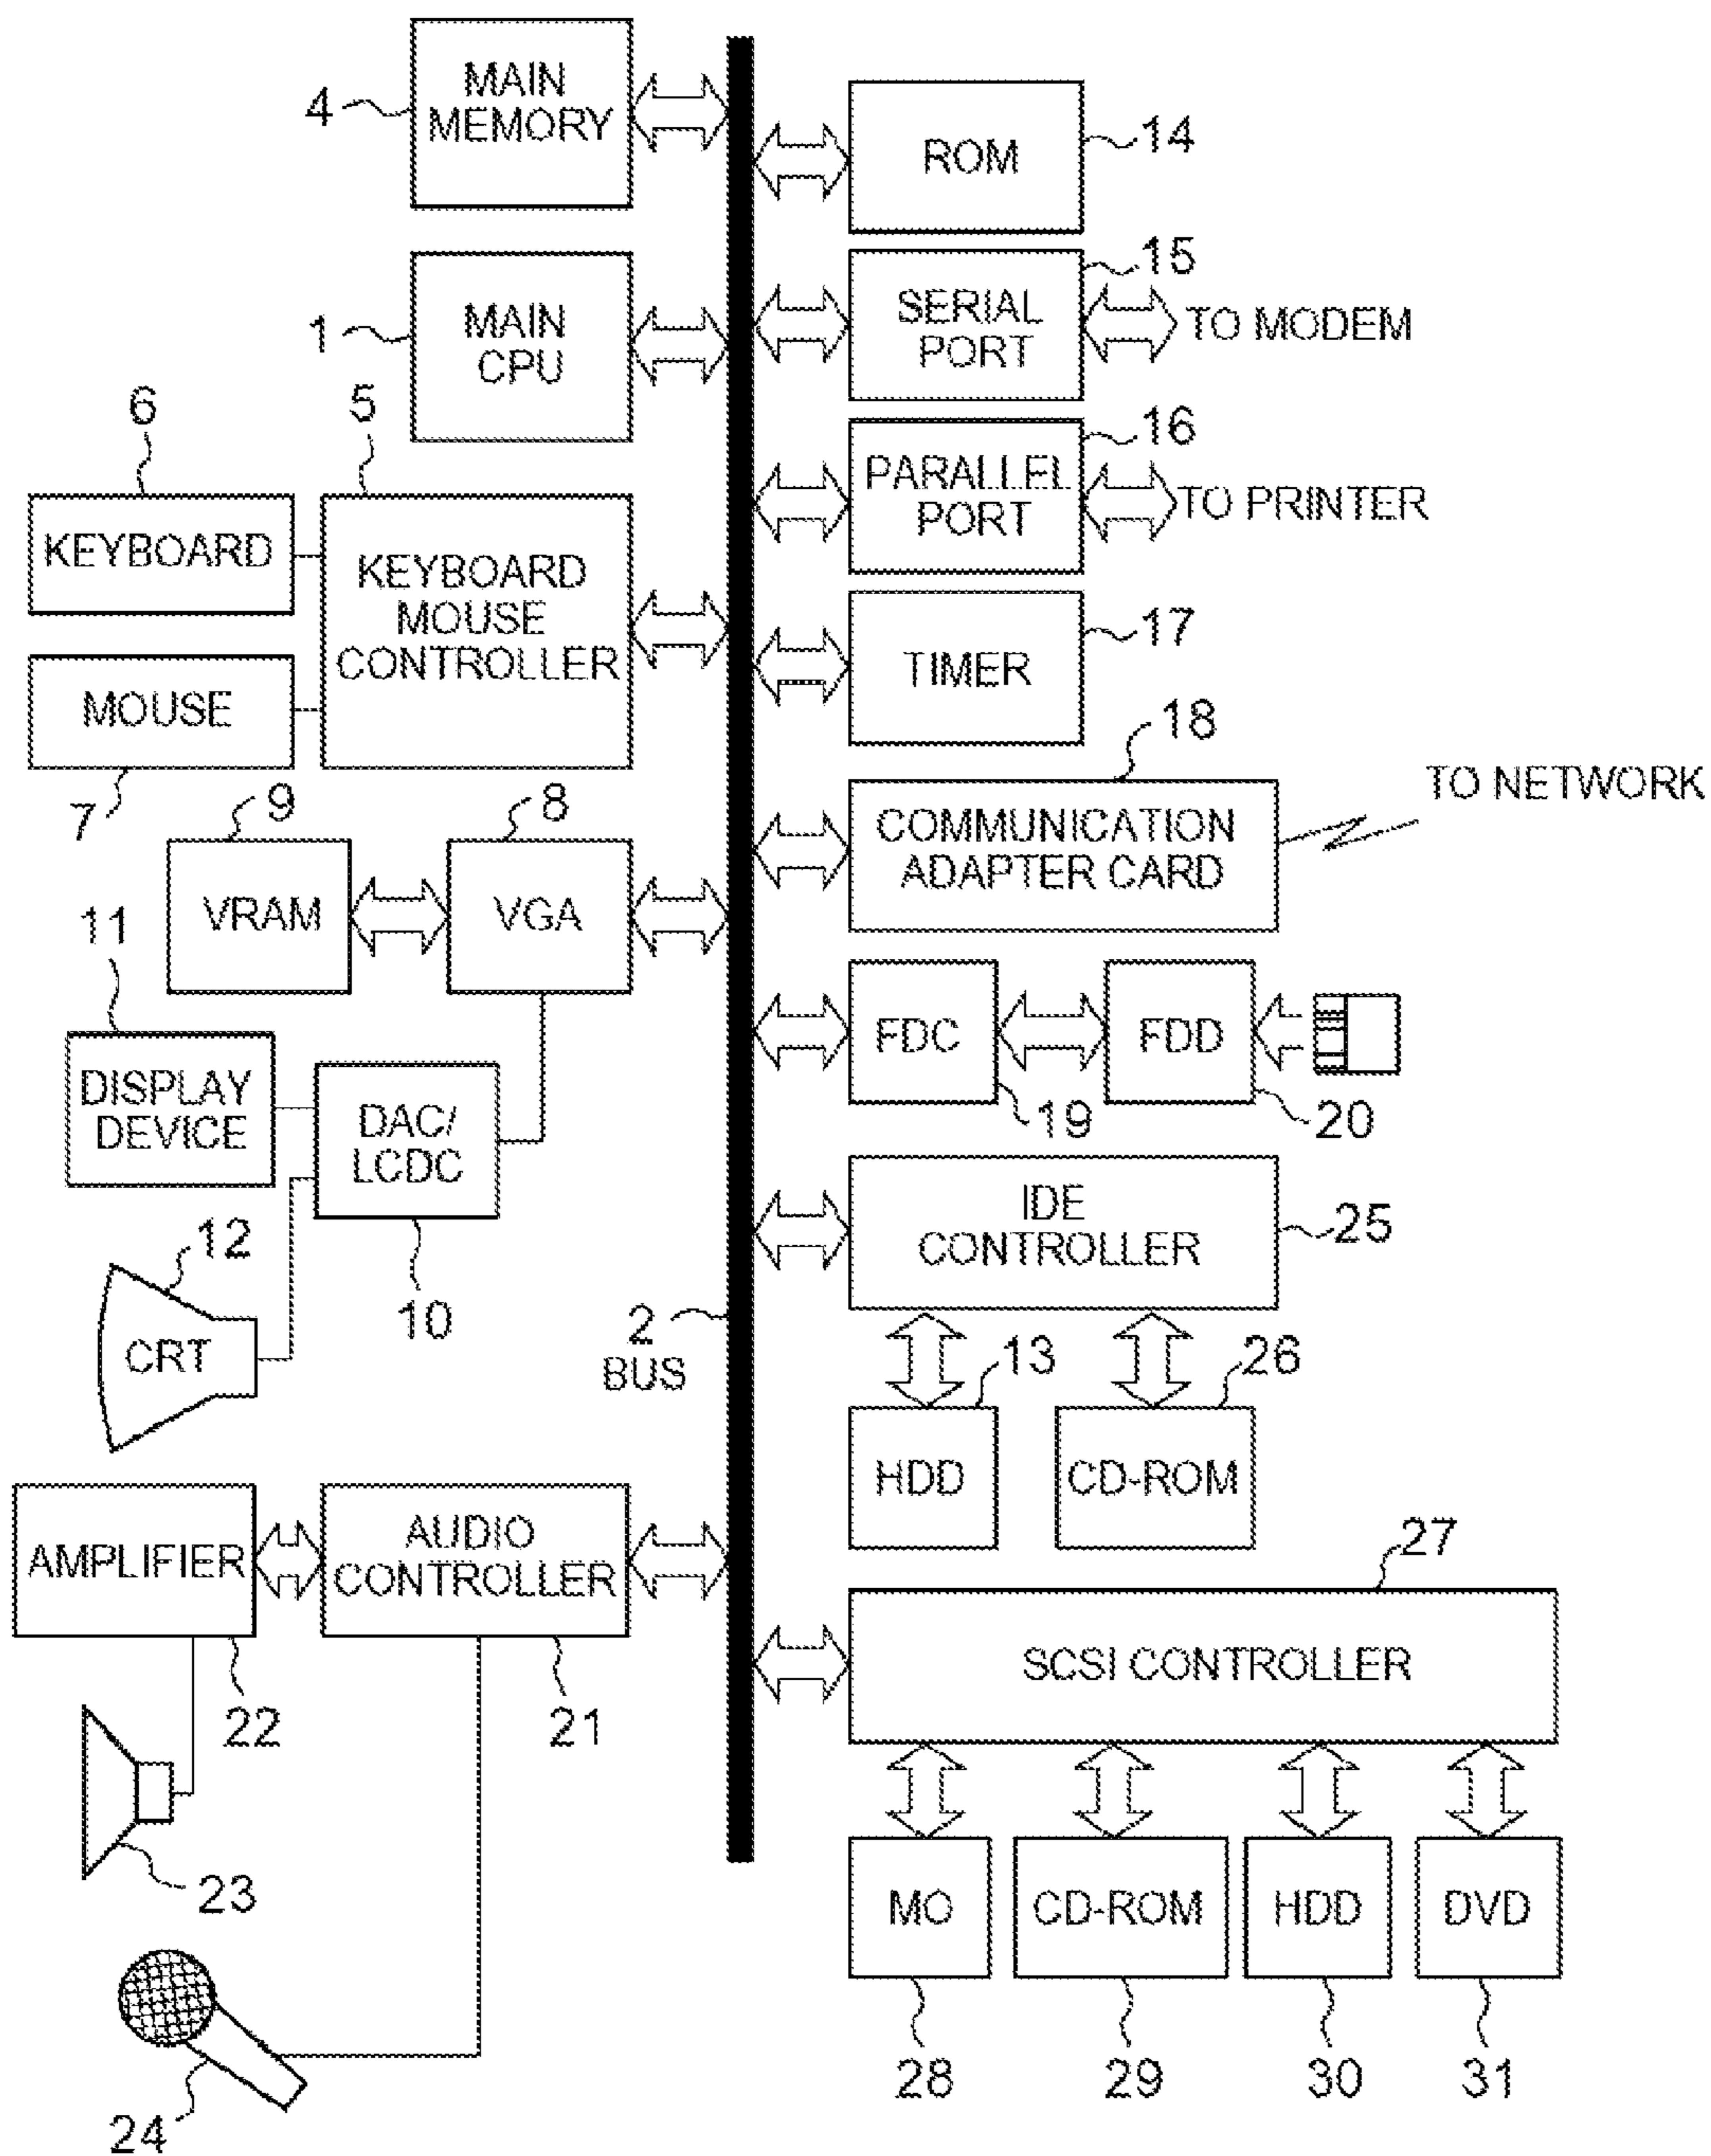 4
MAIN
MEMORY
1
MAIN
CPU
6
5
KEYBOARD
KEYBOARD
MOUSE
CONTROLLER
MOUSE
7
9
8
VRAM
VGA
11
DISPLAY
DEVICE
DAC/
LCDC
10
12
CRT
2
BUS
AMPLIFIER
AUDIO
CONTROLLER
22
21
23
24
ROM
14
15
SERIAL
PORT
TO MODEM
16
PARALLEL
PORT
TO PRINTER
17
TIMER
18
COMMUNICATION
ADAPTER CARD
TO NETWORK
FDC
FDD
19
20
IDE
CONTROLLER
25
13
26
HDD
CD-ROM
27
SCSI CONTROLLER
MO
CD-ROM
HDD
DVD
28
29
30
31